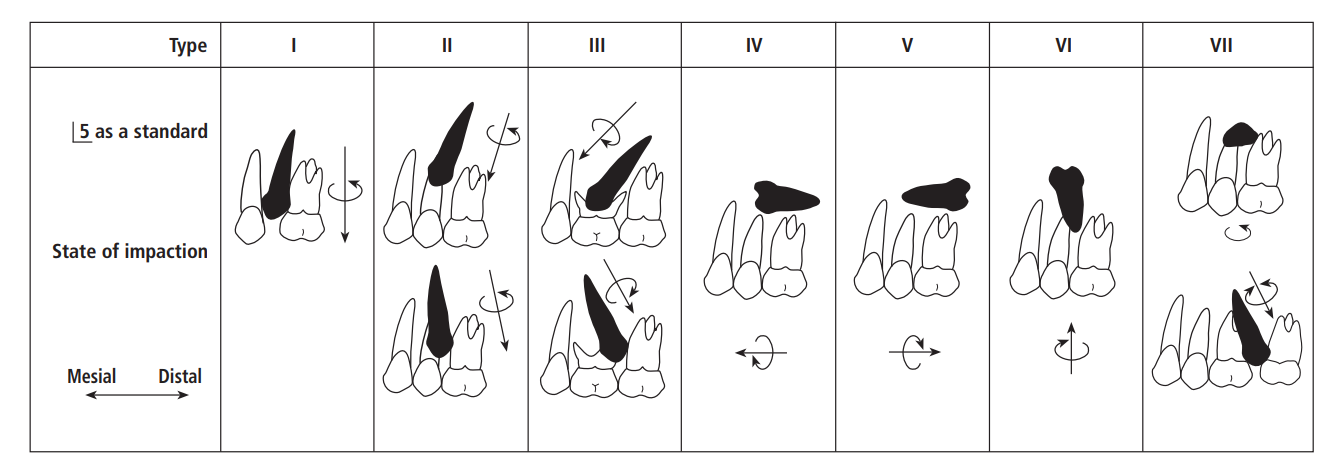 Type I II III IV V VI VII
5 as a standard
State of impaction
Mesial Distal